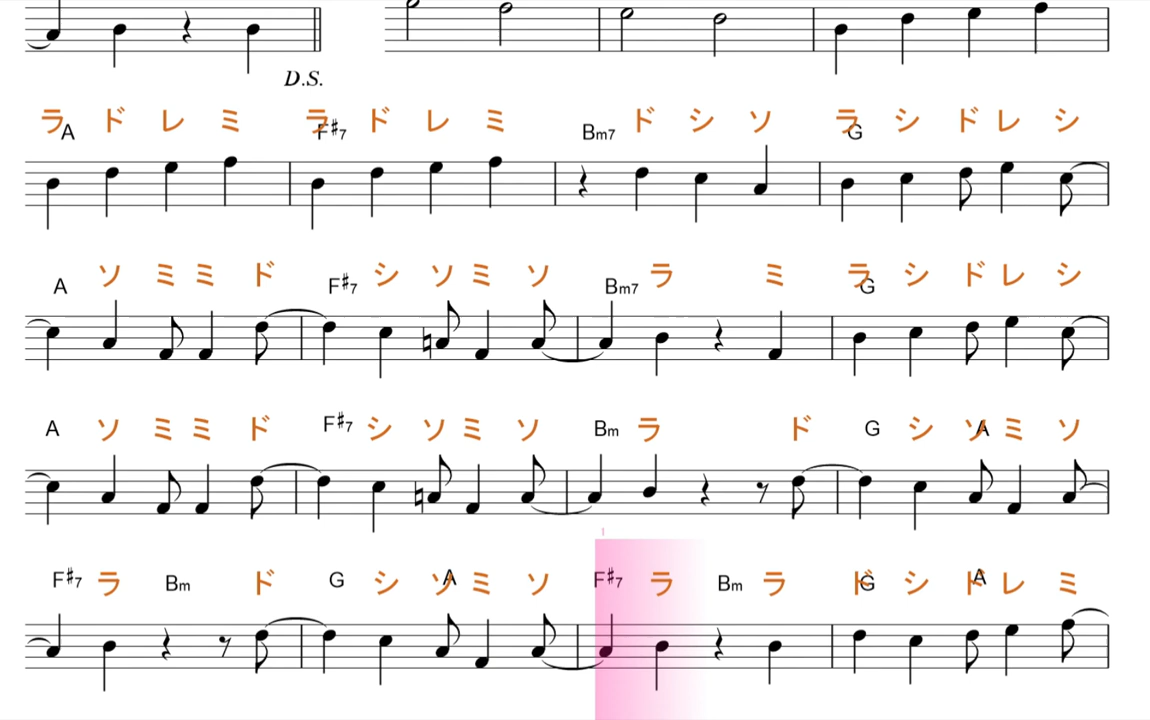 D.S.
ラ ド レ ミ ラ ド レ ミ ド シ ソ ラ シ ド レ シ
A F♯7 Bm7 G
ソ ミ ミ ド シ ソ ミ ソ ラ ミ ラ シ ド レ シ
A F♯7 Bm7 G
A ソ ミ ミ ド F♯7 シ ソ ミ ソ Bm ラ ド G シ ソ A ミ ソ
F♯7 ラ Bm ド G シ ソ A ミ ソ F♯7 ラ Bm ラ ド G シ ド A レ ミ